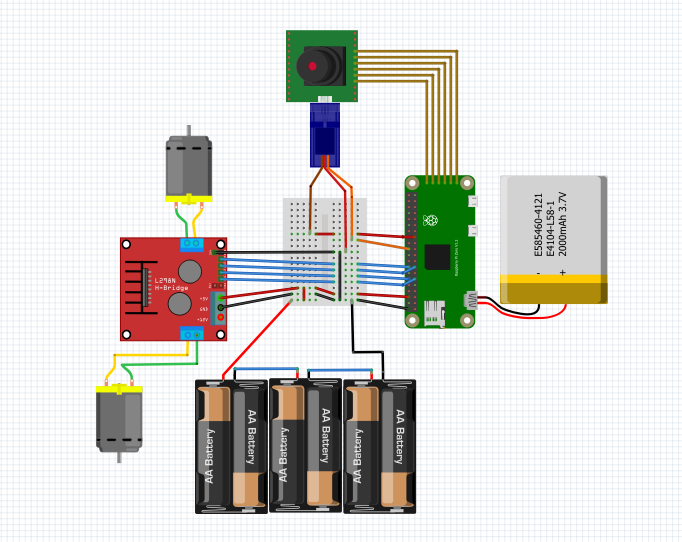 E585460-4121
E4104-L58-1
2000mAh 3.7V
-
+
L298N
H-Bridge
+5V
GND
+12V
AA Battery
AA Battery
AA Battery
AA Battery
AA Battery
AA Battery